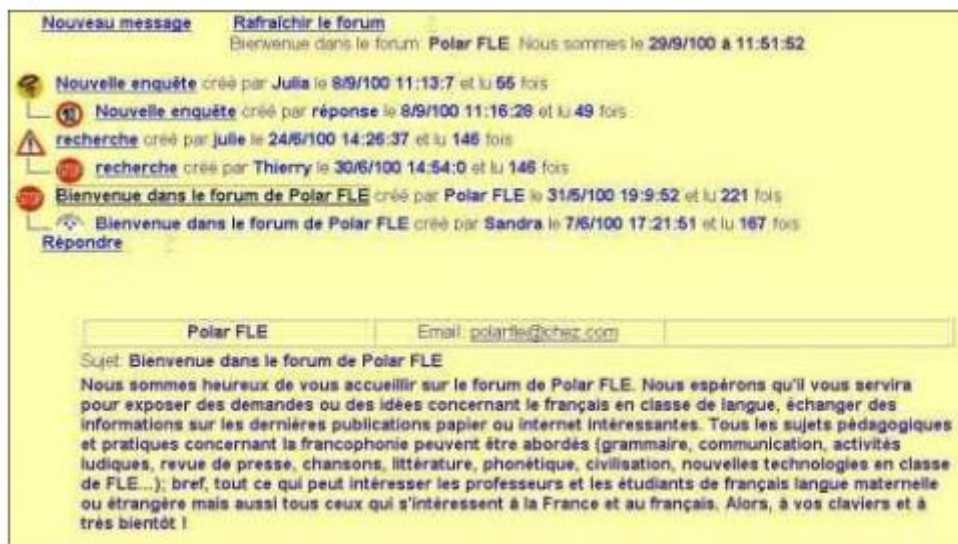 Nouveau message Rafraîchir le forum
Bienvenue dans le forum Polar FLE. Nous sommes le 29/9/100 à 11:51:52
Nouvelle enquête créé par Julia le 8/9/100 11:13:7 et lu 55 fois
Nouvelle enquête créé par réponse le 8/9/100 11:16:28 et lu 49 fois
recherche créé par julie le 24/6/100 14:26:37 et lu 146 fois
recherche créé par Thierry le 30/6/100 14:54:0 et lu 146 fois
Bienvenue dans le forum de Polar FLE créé par Polar FLE le 31/5/100 19:9:52 et lu 221 fois
Bienvenue dans le forum de Polar FLE créé par Sandra le 7/6/100 17:21:51 et lu 167 fois
Répondre
Polar FLE Email: polarfle@chez.com
Sujet: Bienvenue dans le forum de Polar FLE
Nous sommes heureux de vous accueillir sur le forum de Polar FLE. Nous espérons qu'il vous servira
pour exposer des demandes ou des idées concernant le français en classe de langue, échanger des
informations sur les dernières publications papier ou internet intéressantes. Tous les sujets pédagogiques
et pratiques concernant la francophonie peuvent être abordés (grammaire, communication, activités
ludiques, revue de presse, chansons, littérature, phonétique, civilisation, nouvelles technologies en classe
de FLE...); bref, tout ce qui peut intéresser les professeurs et les étudiants de français langue maternelle
ou étrangère mais aussi tous ceux qui s'intéressent à la France et au français. Alors, à vos claviers et à
très bientôt !